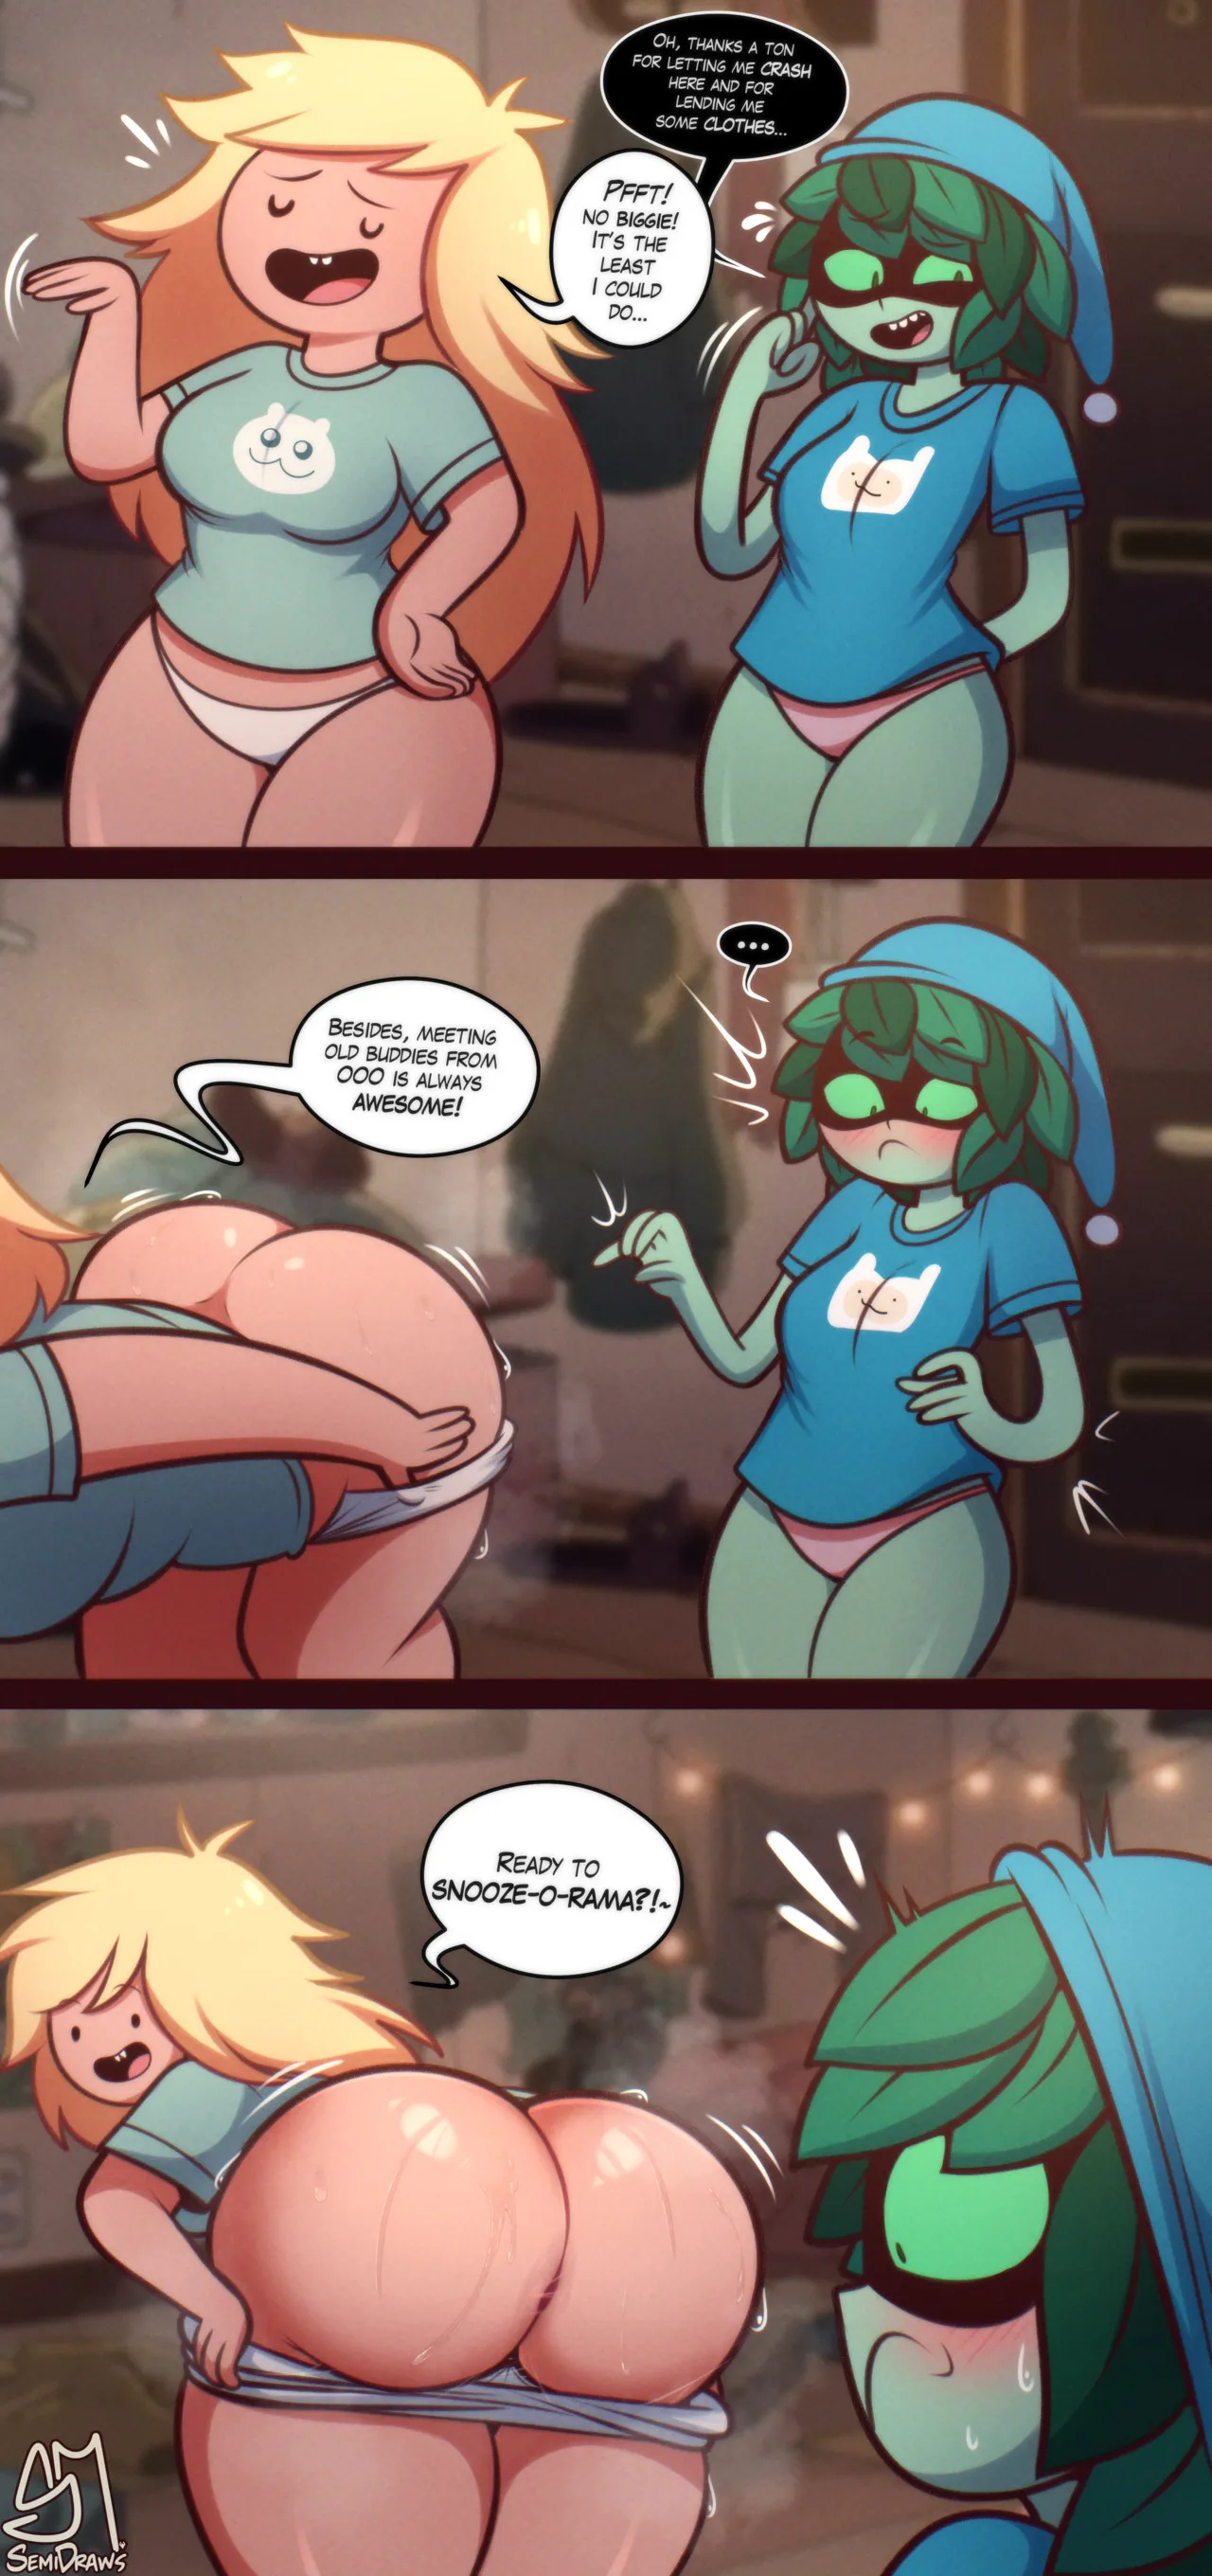 OH, THANKS A TON
FOR LETTING ME CRASH
HERE AND FOR
LENDING ME
SOME CLOTHES...
PFFT!
NO BIGGIE!
IT'S THE
LEAST
I COULD
DO...
...
BESIDES, MEETING
OLD BUDDIES FROM
OOO IS ALWAYS
AWESOME!
READY TO
SNOOZE-O-RAMA?!~
SM
SEMIDRAWS